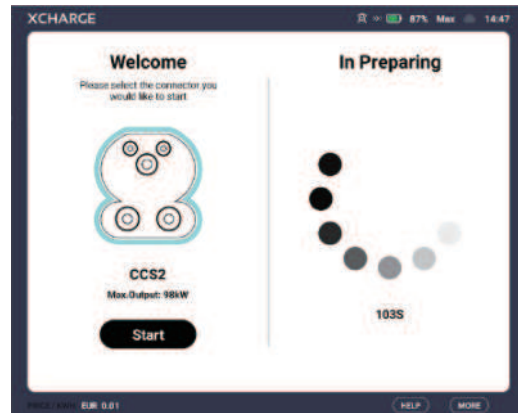 XCHARGE
87% Max 14:47
Welcome
Please select the connector you
would like to start
CCS2
Max.Output: 98kW
Start
In Preparing
103S
EUR 0.01
HELP
MORE